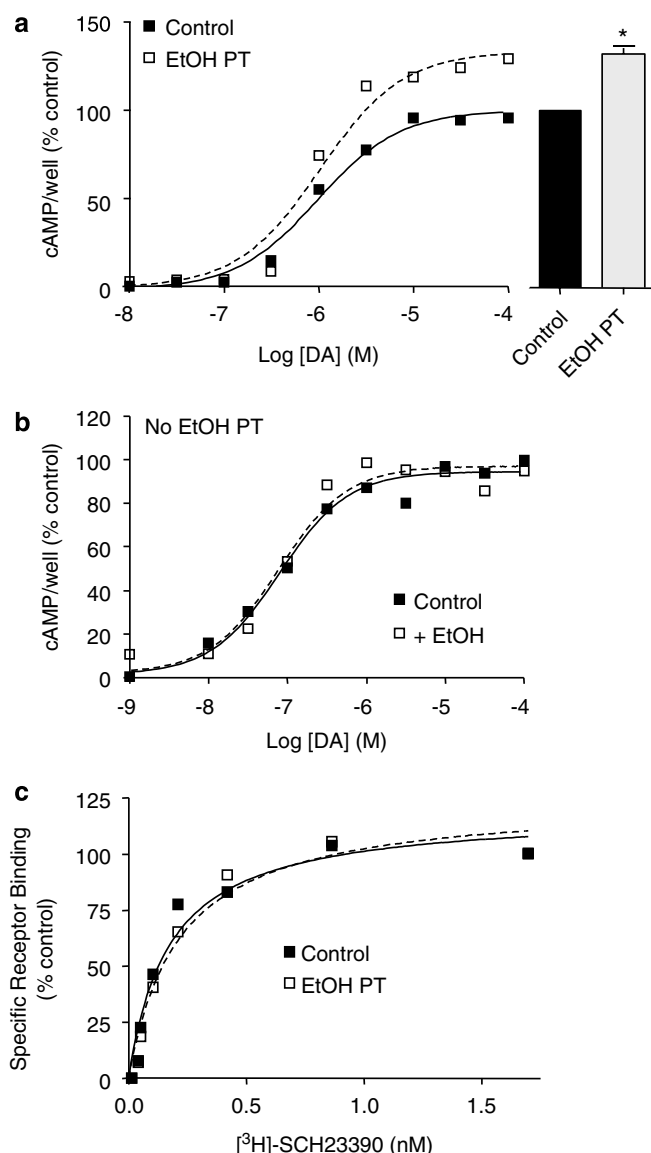 a
Control
EtOH PT
cAMP/well (% control)
150
100
50
0
-8
-7
-6
-5
-4
Log [DA] (M)
*
Control
EtOH PT
b
No EtOH PT
cAMP/well (% control)
120
100
80
60
40
20
0
Control
+ EtOH
-9
-8
-7
-6
-5
-4
Log [DA] (M)
c
Specific Receptor Binding
(% control)
125
100
75
50
25
0
Control
EtOH PT
0.0
0.5
1.0
1.5
[³H]-SCH23390 (nM)